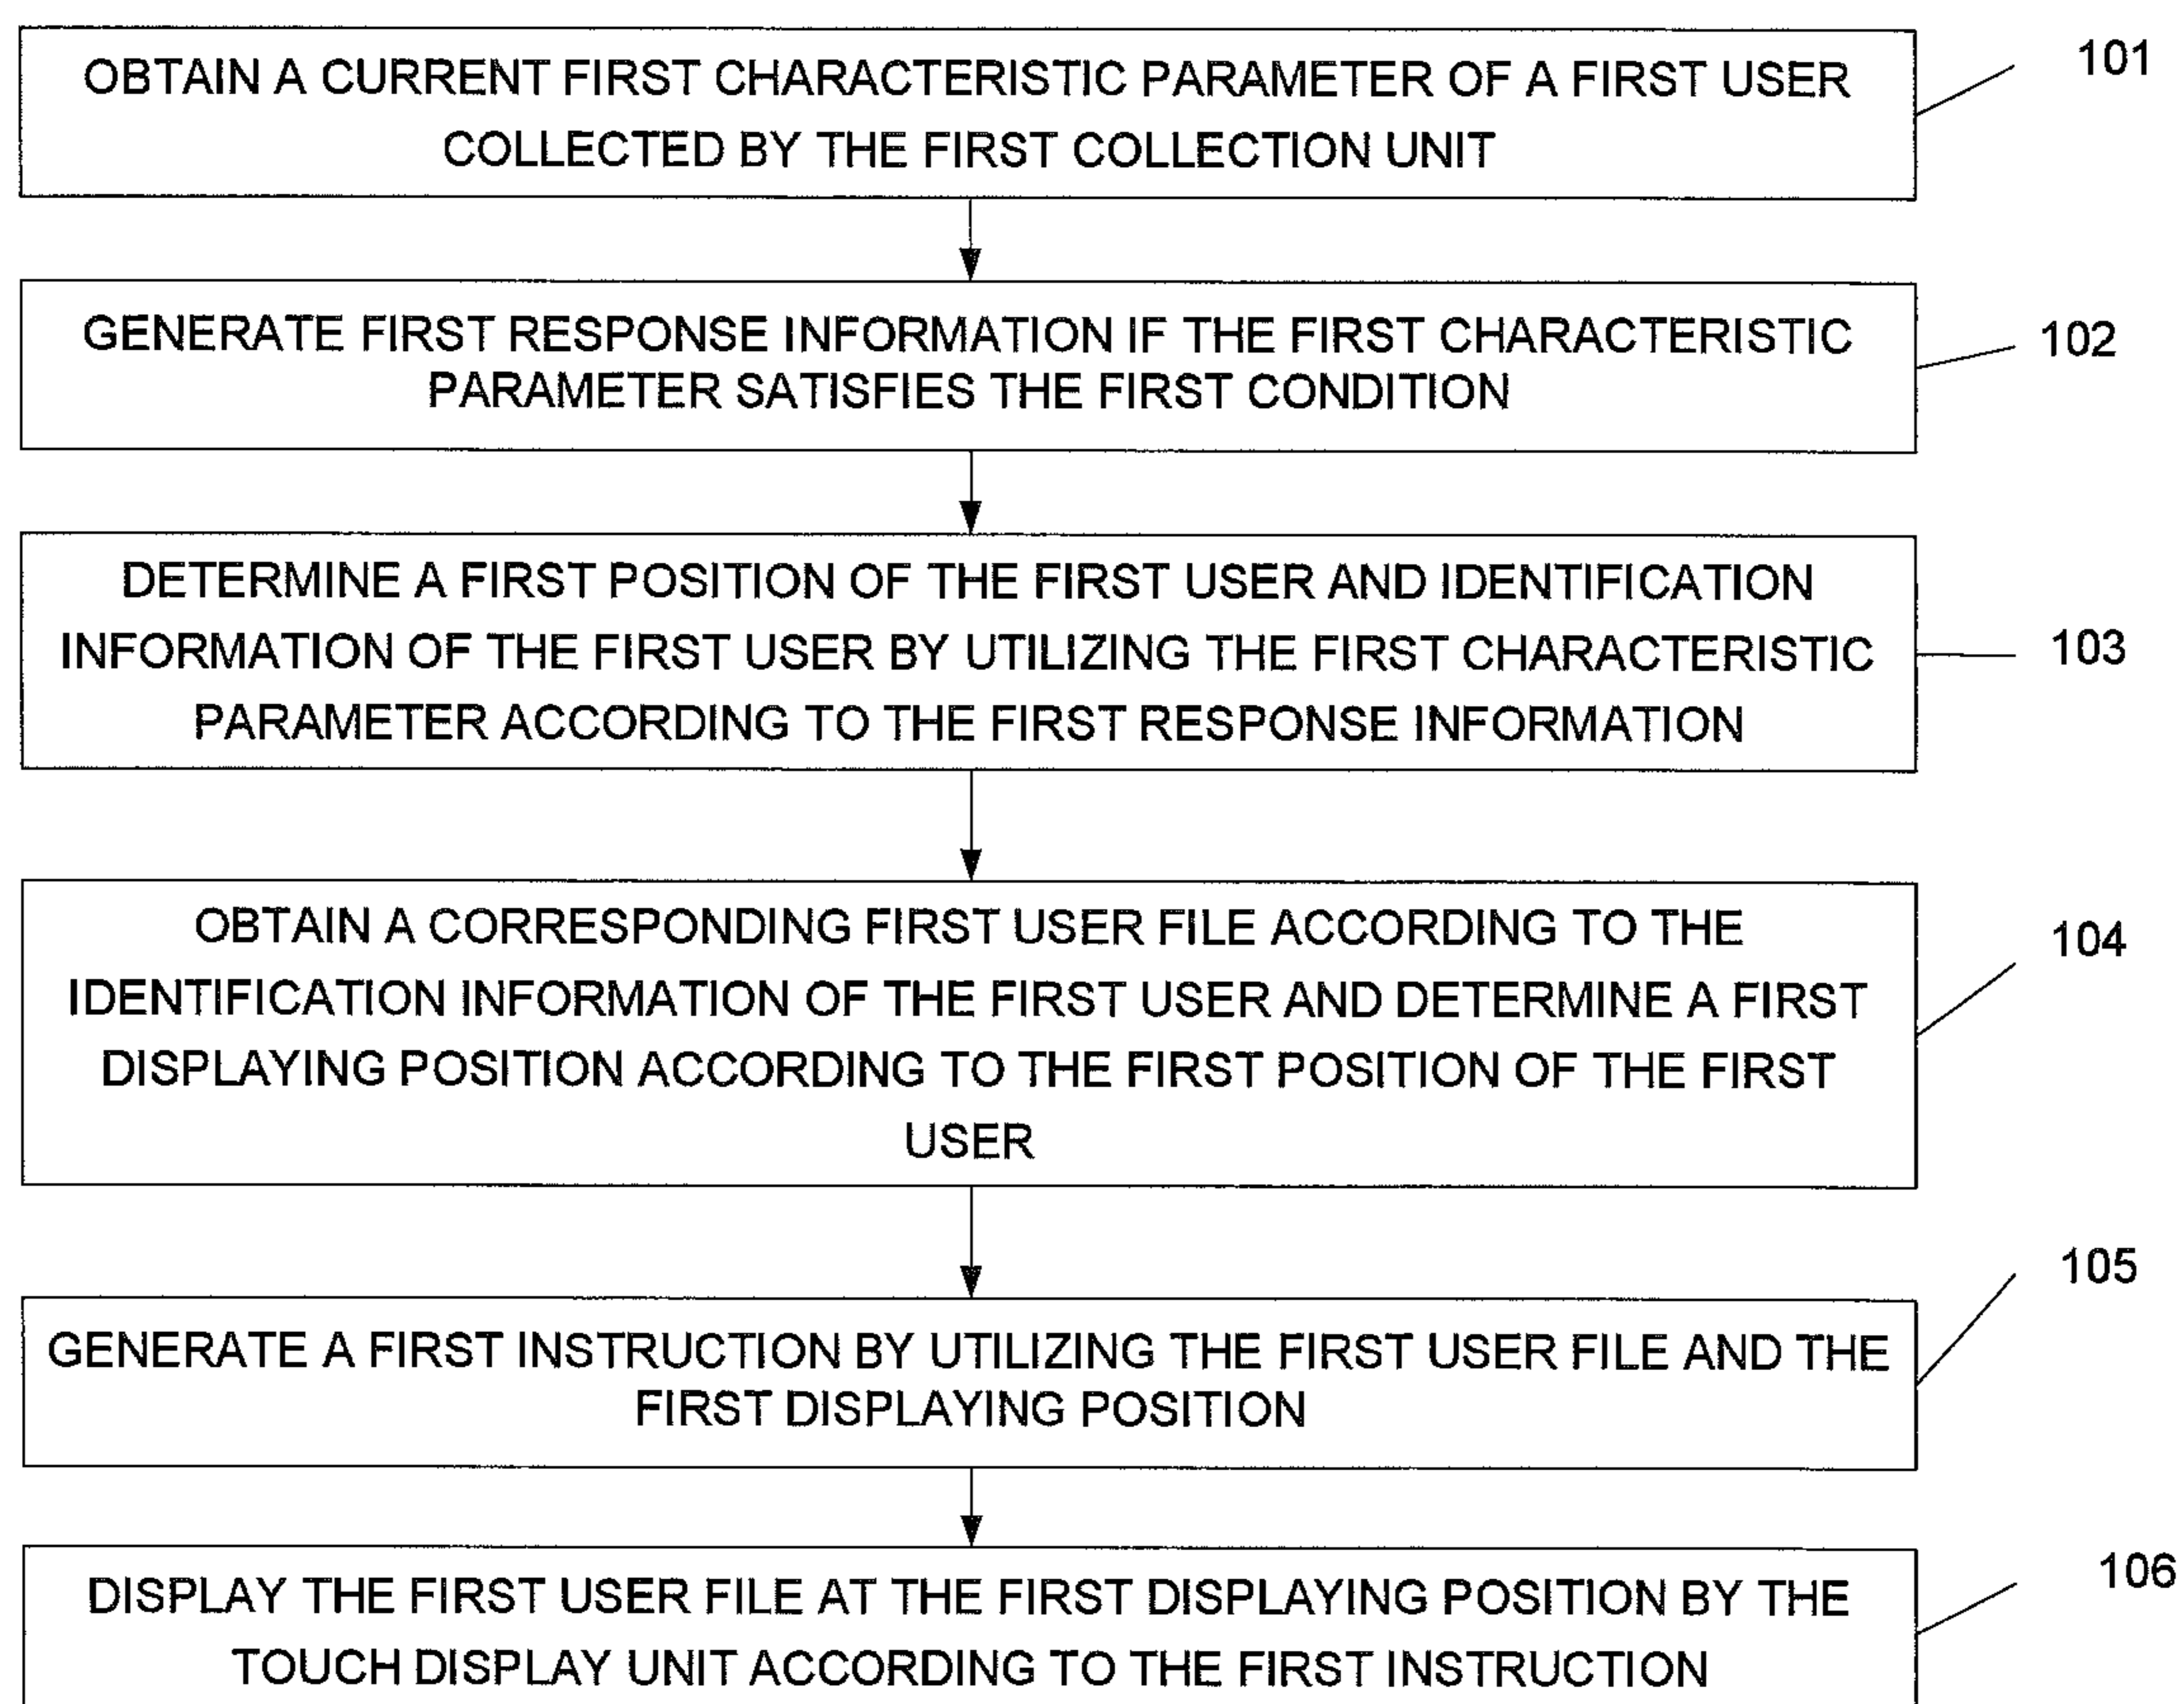 OBTAIN A CURRENT FIRST CHARACTERISTIC PARAMETER OF A FIRST USER
COLLECTED BY THE FIRST COLLECTION UNIT
101
GENERATE FIRST RESPONSE INFORMATION IF THE FIRST CHARACTERISTIC
PARAMETER SATISFIES THE FIRST CONDITION
102
DETERMINE A FIRST POSITION OF THE FIRST USER AND IDENTIFICATION
INFORMATION OF THE FIRST USER BY UTILIZING THE FIRST CHARACTERISTIC
PARAMETER ACCORDING TO THE FIRST RESPONSE INFORMATION
103
OBTAIN A CORRESPONDING FIRST USER FILE ACCORDING TO THE
IDENTIFICATION INFORMATION OF THE FIRST USER AND DETERMINE A FIRST
DISPLAYING POSITION ACCORDING TO THE FIRST POSITION OF THE FIRST
USER
104
GENERATE A FIRST INSTRUCTION BY UTILIZING THE FIRST USER FILE AND THE
FIRST DISPLAYING POSITION
105
DISPLAY THE FIRST USER FILE AT THE FIRST DISPLAYING POSITION BY THE
TOUCH DISPLAY UNIT ACCORDING TO THE FIRST INSTRUCTION
106